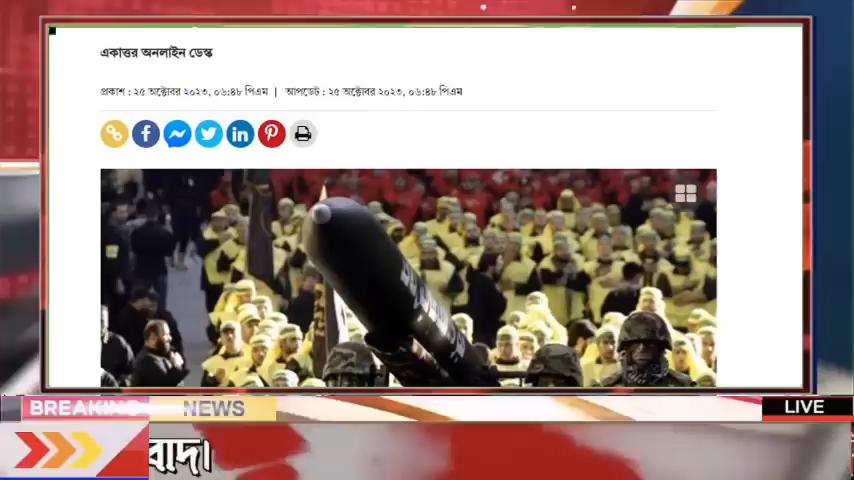 একাত্তর অনলাইন ডেস্ক
প্রকাশ : ২৫ অক্টোবর ২০২৩, ০৬:৪৮ পিএম | আপডেট : ২৫ অক্টোবর ২০২৩, ০৬:৪৮ পিএম
BREAKING NEWS
LIVE
বাদ।